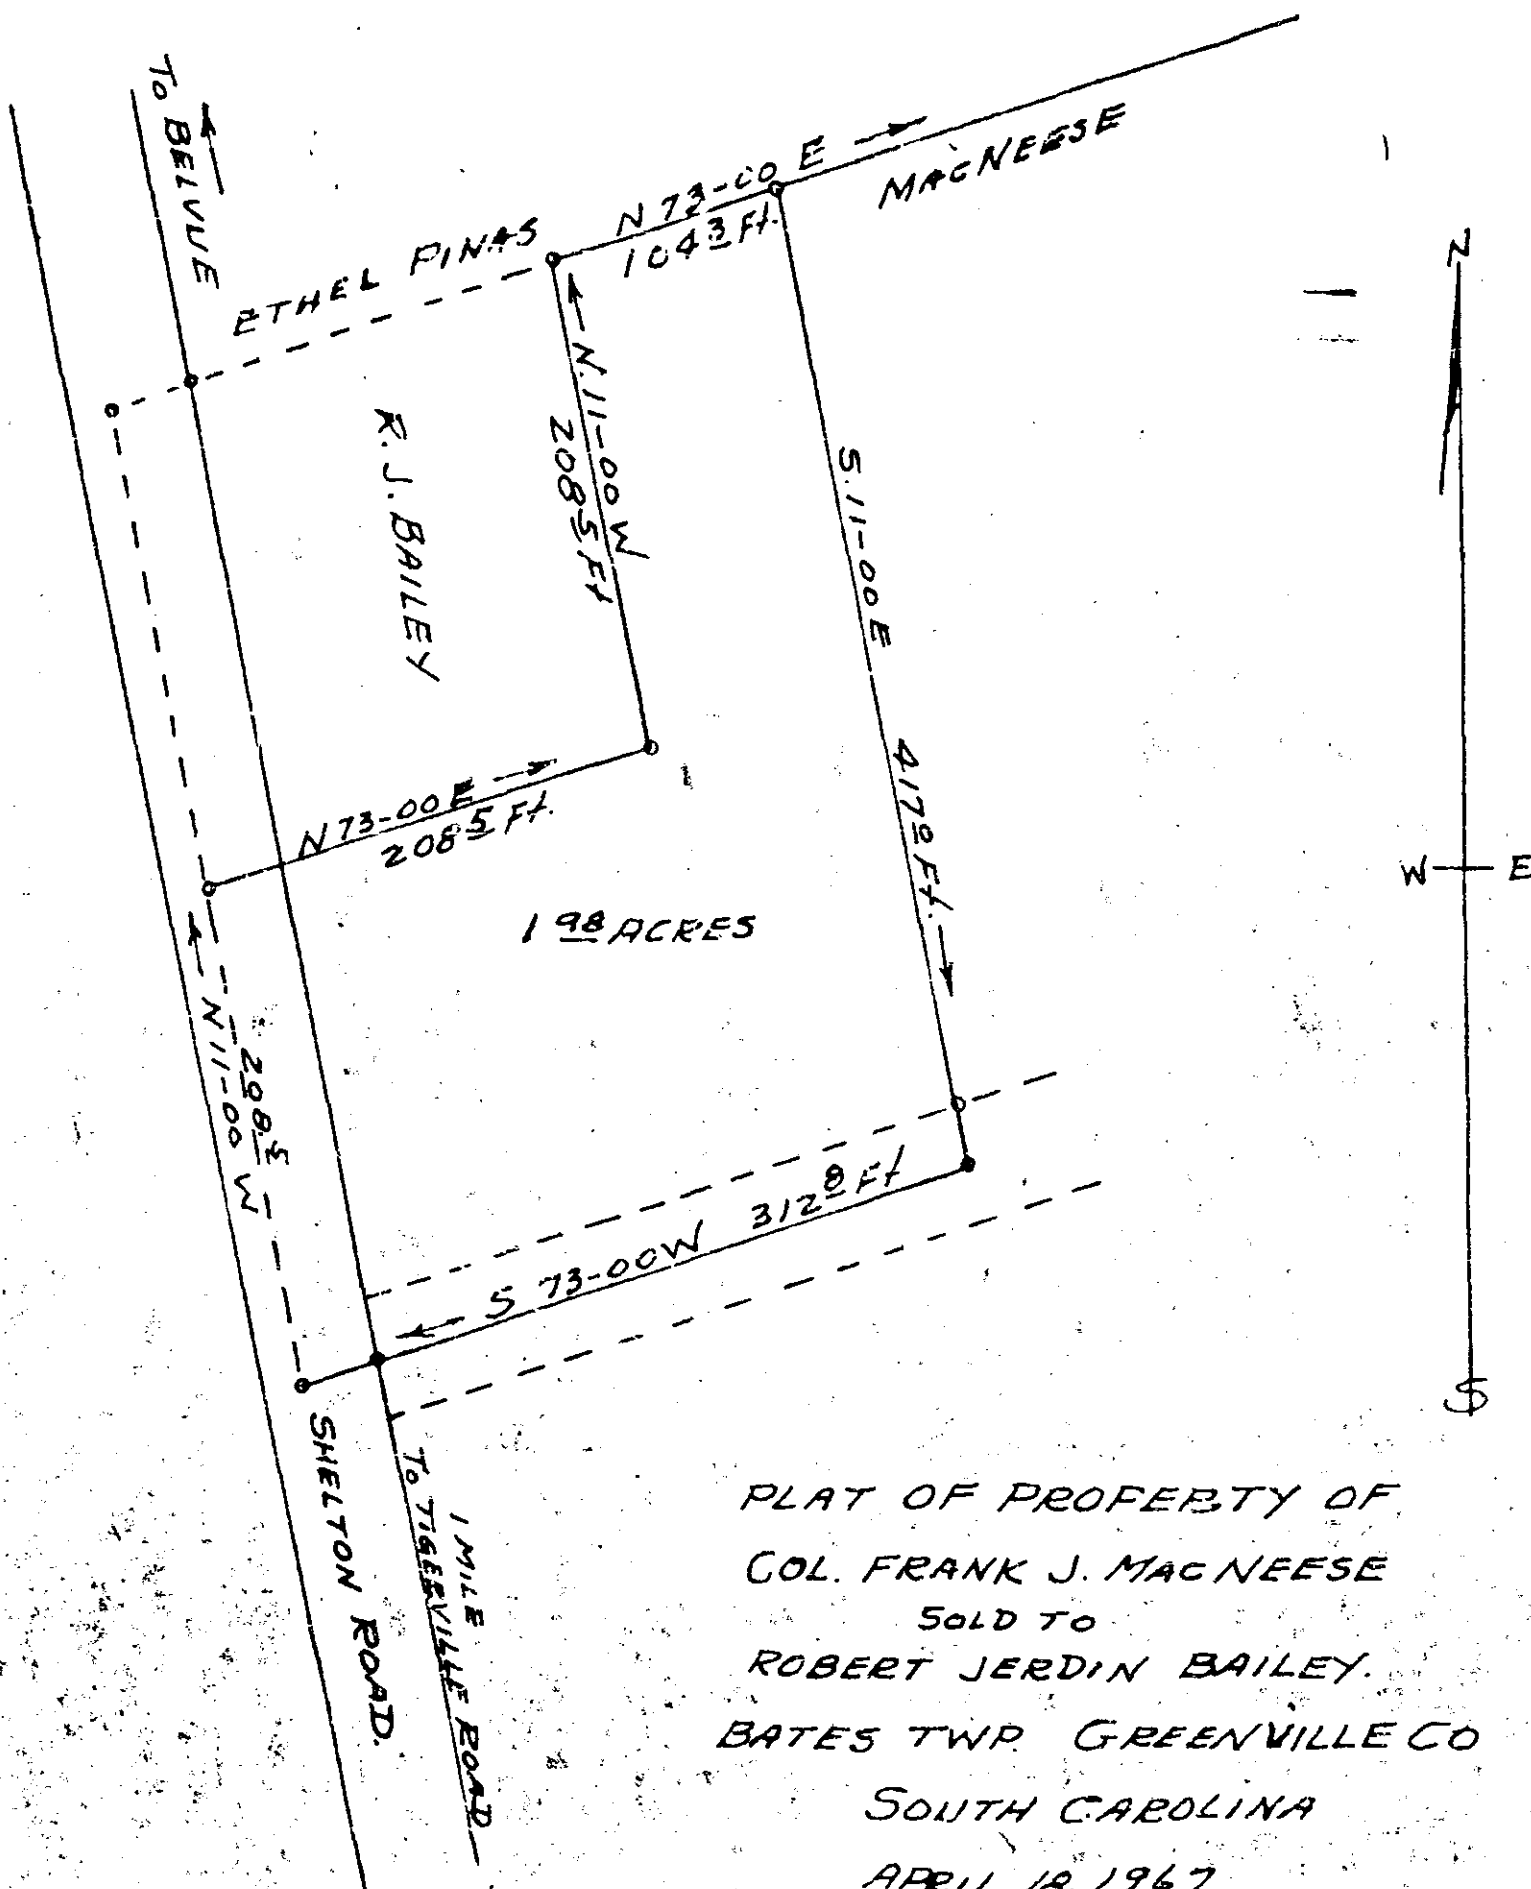 To BELVUE
ETHEL PINAS
N 73-00 E
104 3 Ft.
MACNEESE
R. J. BAILEY
N. 11-00 W
208 5 Ft
S. 11-00 E 417 0 Ft.
N 73-00 E
208 5 Ft.
1 98 ACRES
N 11-00 W
208. 5
S 73-00 W 312 8 Ft
SHELTON ROAD.
1 MILE
To TIGERVILLE ROAD
N
W E
S
PLAT OF PROPERTY OF
COL. FRANK J. MACNEESE
SOLD TO
ROBERT JERDIN BAILEY.
BATES TWP. GREENVILLE CO
SOUTH CAROLINA
APRIL 1967